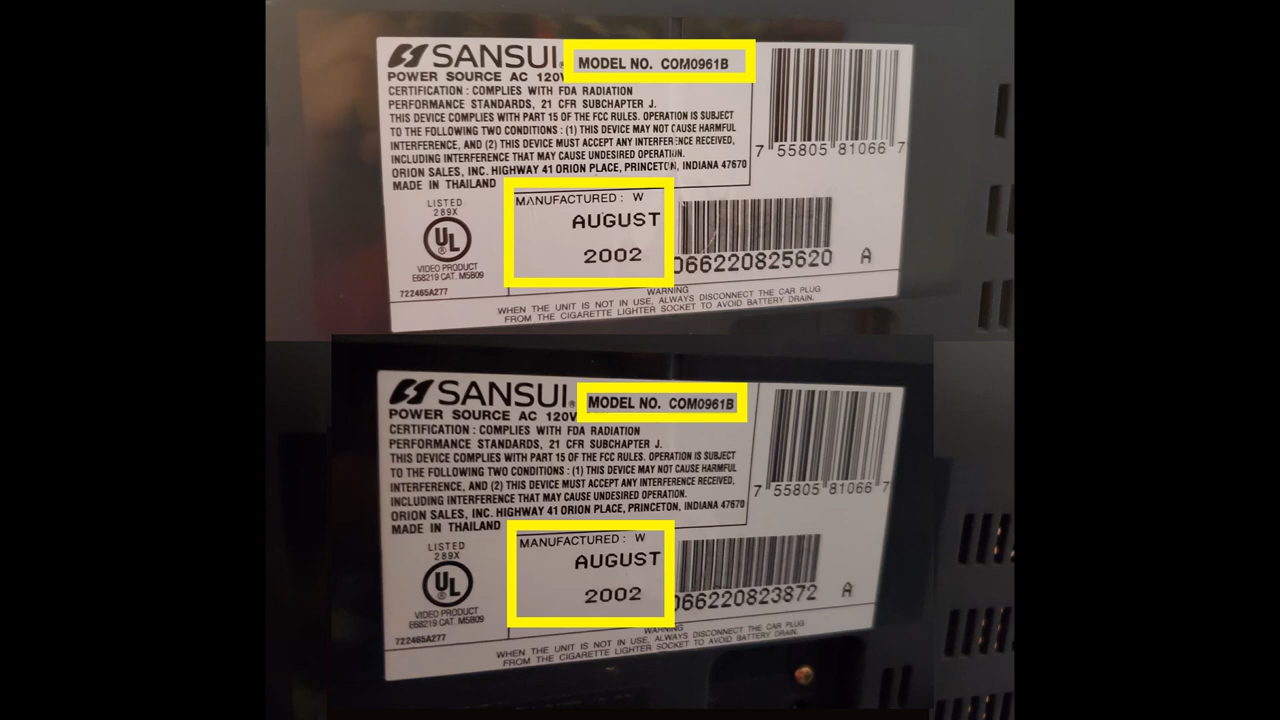 SANSUI® MODEL NO. COM0961B
POWER SOURCE AC 120V
CERTIFICATION : COMPLIES WITH FDA RADIATION
PERFORMANCE STANDARDS, 21 CFR SUBCHAPTER J.
THIS DEVICE COMPLIES WITH PART 15 OF THE FCC RULES. OPERATION IS SUBJECT
TO THE FOLLOWING TWO CONDITIONS : (1) THIS DEVICE MAY NOT CAUSE HARMFUL
INTERFERENCE, AND (2) THIS DEVICE MUST ACCEPT ANY INTERFERENCE RECEIVED,
INCLUDING INTERFERENCE THAT MAY CAUSE UNDESIRED OPERATION.
ORION SALES, INC. HIGHWAY 41 ORION PLACE, PRINCETON, INDIANA 47670
MADE IN THAILAND
7 55805 81066 7
LISTED
289X
UL®
VIDEO PRODUCT
E68219 CAT. M5809
722465A277
MANUFACTURED : W
AUGUST
2002
066220825620 A
WARNING
WHEN THE UNIT IS NOT IN USE, ALWAYS DISCONNECT THE CAR PLUG
FROM THE CIGARETTE LIGHTER SOCKET TO AVOID BATTERY DRAIN.
SANSUI® MODEL NO. COM0961B
POWER SOURCE AC 120V
CERTIFICATION : COMPLIES WITH FDA RADIATION
PERFORMANCE STANDARDS, 21 CFR SUBCHAPTER J.
THIS DEVICE COMPLIES WITH PART 15 OF THE FCC RULES. OPERATION IS SUBJECT
TO THE FOLLOWING TWO CONDITIONS : (1) THIS DEVICE MAY NOT CAUSE HARMFUL
INTERFERENCE, AND (2) THIS DEVICE MUST ACCEPT ANY INTERFERENCE RECEIVED,
INCLUDING INTERFERENCE THAT MAY CAUSE UNDESIRED OPERATION.
ORION SALES, INC. HIGHWAY 41 ORION PLACE, PRINCETON, INDIANA 47670
MADE IN THAILAND
7 55805 81066 7
LISTED
289X
UL®
VIDEO PRODUCT
E68219 CAT. M5809
722465A277
MANUFACTURED : W
AUGUST
2002
066220823872 A
WARNING
WHEN THE UNIT IS NOT IN USE, ALWAYS DISCONNECT THE CAR PLUG
FROM THE CIGARETTE LIGHTER SOCKET TO AVOID BATTERY DRAIN.